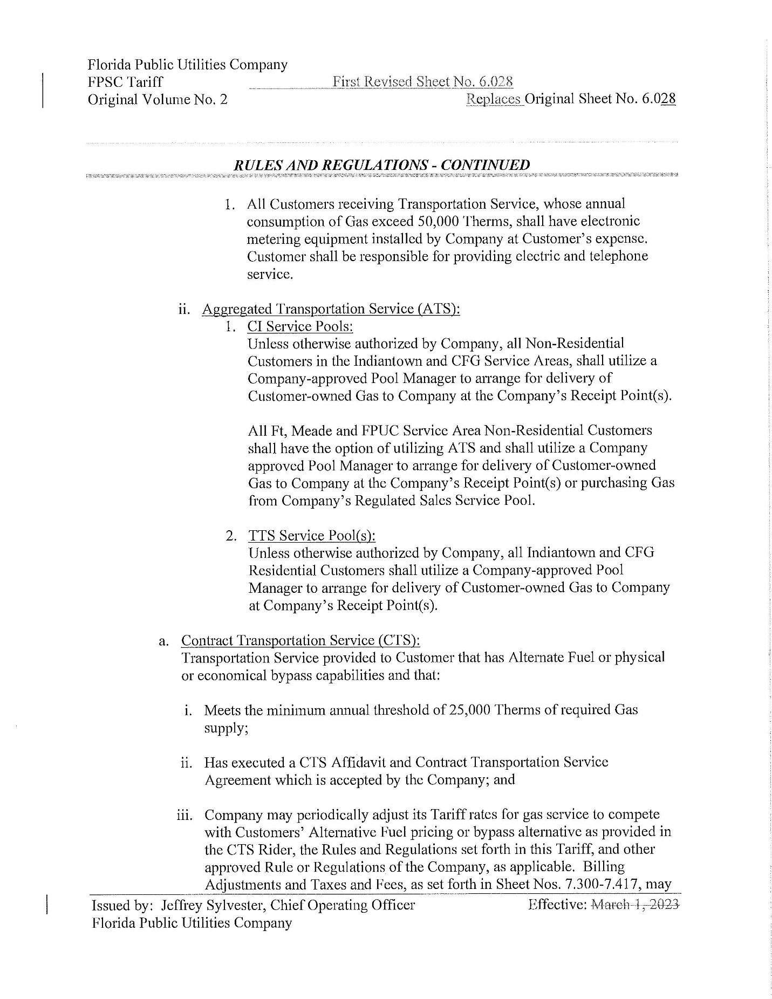 Florida Public Utilities Company
FPSC Tariff First Revised Sheet No. 6.028
Original Volume No. 2 Replaces Original Sheet No. 6.028
RULES AND REGULATIONS - CONTINUED
1. All Customers receiving Transportation Service, whose annual
consumption of Gas exceed 50,000 Therms, shall have electronic
metering equipment installed by Company at Customer's expense.
Customer shall be responsible for providing electric and telephone
service.
ii. Aggregated Transportation Service (ATS):
1. CI Service Pools:
Unless otherwise authorized by Company, all Non-Residential
Customers in the Indiantown and CFG Service Areas, shall utilize a
Company-approved Pool Manager to arrange for delivery of
Customer-owned Gas to Company at the Company's Receipt Point(s).
All Ft, Meade and FPUC Service Area Non-Residential Customers
shall have the option of utilizing ATS and shall utilize a Company
approved Pool Manager to arrange for delivery of Customer-owned
Gas to Company at the Company's Receipt Point(s) or purchasing Gas
from Company's Regulated Sales Service Pool.
2. TTS Service Pool(s):
Unless otherwise authorized by Company, all Indiantown and CFG
Residential Customers shall utilize a Company-approved Pool
Manager to arrange for delivery of Customer-owned Gas to Company
at Company's Receipt Point(s).
a. Contract Transportation Service (CTS):
Transportation Service provided to Customer that has Alternate Fuel or physical
or economical bypass capabilities and that:
i. Meets the minimum annual threshold of 25,000 Therms of required Gas
supply;
ii. Has executed a CTS Affidavit and Contract Transportation Service
Agreement which is accepted by the Company; and
iii. Company may periodically adjust its Tariff rates for gas service to compete
with Customers' Alternative Fuel pricing or bypass alternative as provided in
the CTS Rider, the Rules and Regulations set forth in this Tariff, and other
approved Rule or Regulations of the Company, as applicable. Billing
Adjustments and Taxes and Fees, as set forth in Sheet Nos. 7.300-7.417, may
Issued by: Jeffrey Sylvester, Chief Operating Officer Effective: March 1, 2023
Florida Public Utilities Company